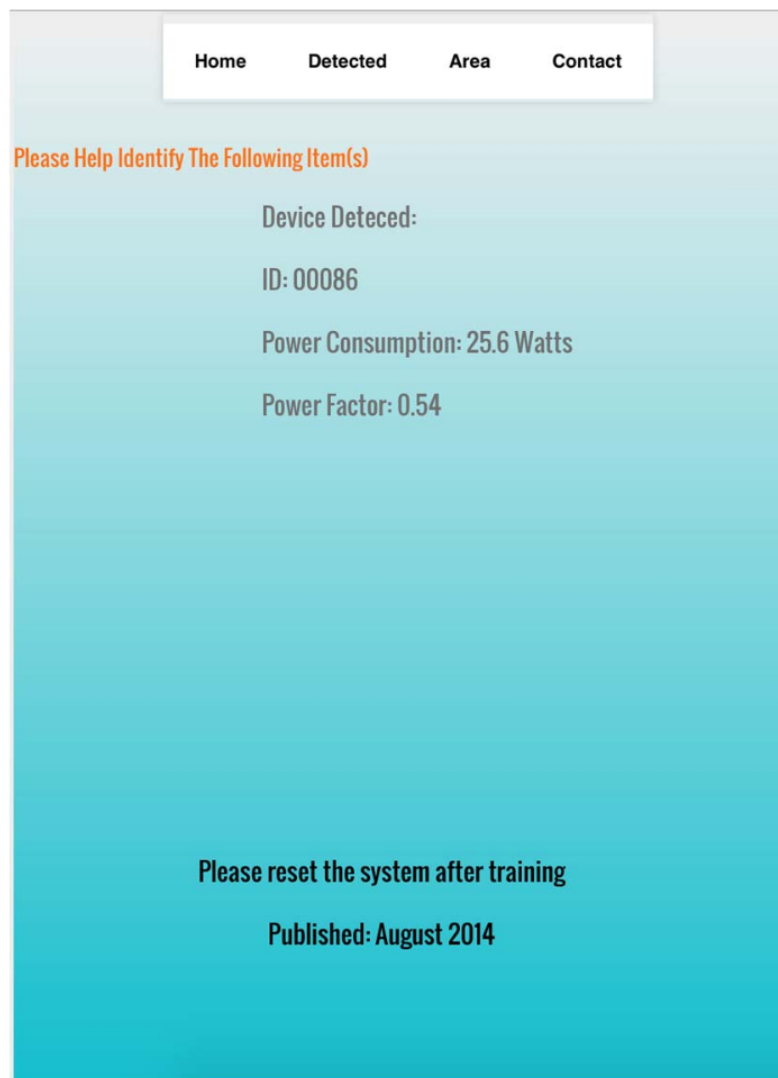 Home Detected Area Contact
Please Help Identify The Following Item(s)
Device Deteced:
ID: 00086
Power Consumption: 25.6 Watts
Power Factor: 0.54
Please reset the system after training
Published: August 2014